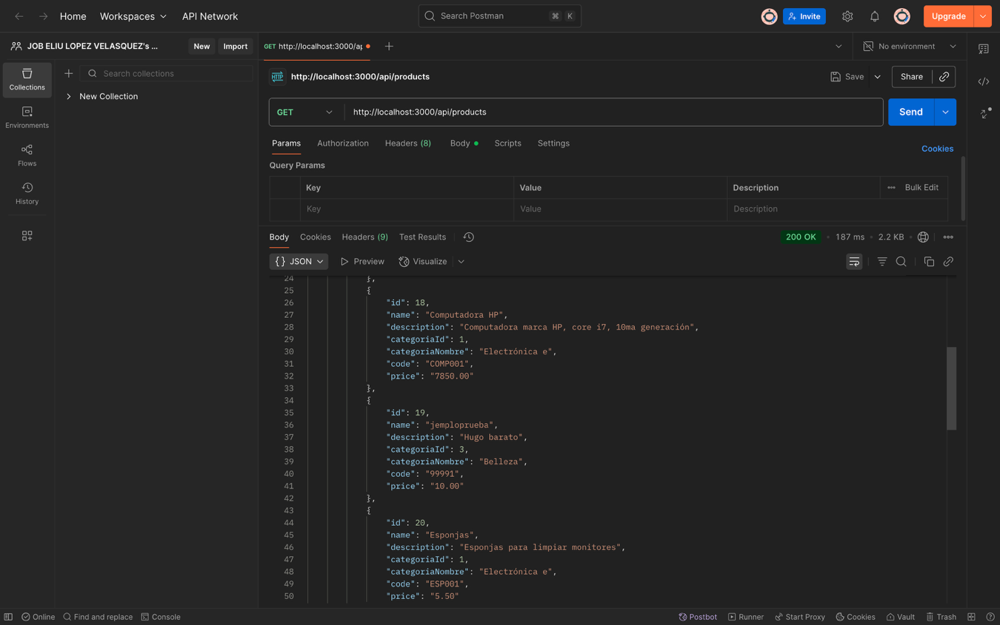 Home
Workspaces
API Network
Search Postman
⌘ K
Invite
Upgrade
JOB ELIU LOPEZ VELASQUEZ's ...
New
Import
GET http://localhost:3000/ap
No environment
Collections
Environments
Flows
History
Search collections
New Collection
HTTP http://localhost:3000/api/products
Save
Share
GET http://localhost:3000/api/products
Send
Params Authorization Headers (8) Body Scripts Settings
Cookies
Query Params
Key Value Description Bulk Edit
Key Value Description
Body Cookies Headers (9) Test Results
200 OK • 187 ms • 2.2 KB
{} JSON Preview Visualize
24 },
25 {
26 "id": 18,
27 "name": "Computadora HP",
28 "description": "Computadora marca HP, core i7, 10ma generación",
29 "categoriaId": 1,
30 "categoriaNombre": "Electrónica e",
31 "code": "COMP001",
32 "price": "7850.00"
33 },
34 {
35 "id": 19,
36 "name": "jemploprueba",
37 "description": "Hugo barato",
38 "categoriaId": 3,
39 "categoriaNombre": "Belleza",
40 "code": "99991",
41 "price": "10.00"
42 },
43 {
44 "id": 20,
45 "name": "Esponjas",
46 "description": "Esponjas para limpiar monitores",
47 "categoriaId": 1,
48 "categoriaNombre": "Electrónica e",
49 "code": "ESP001",
50 "price": "5.50"
Online
Find and replace
Console
Postbot
Runner
Start Proxy
Cookies
Vault
Trash